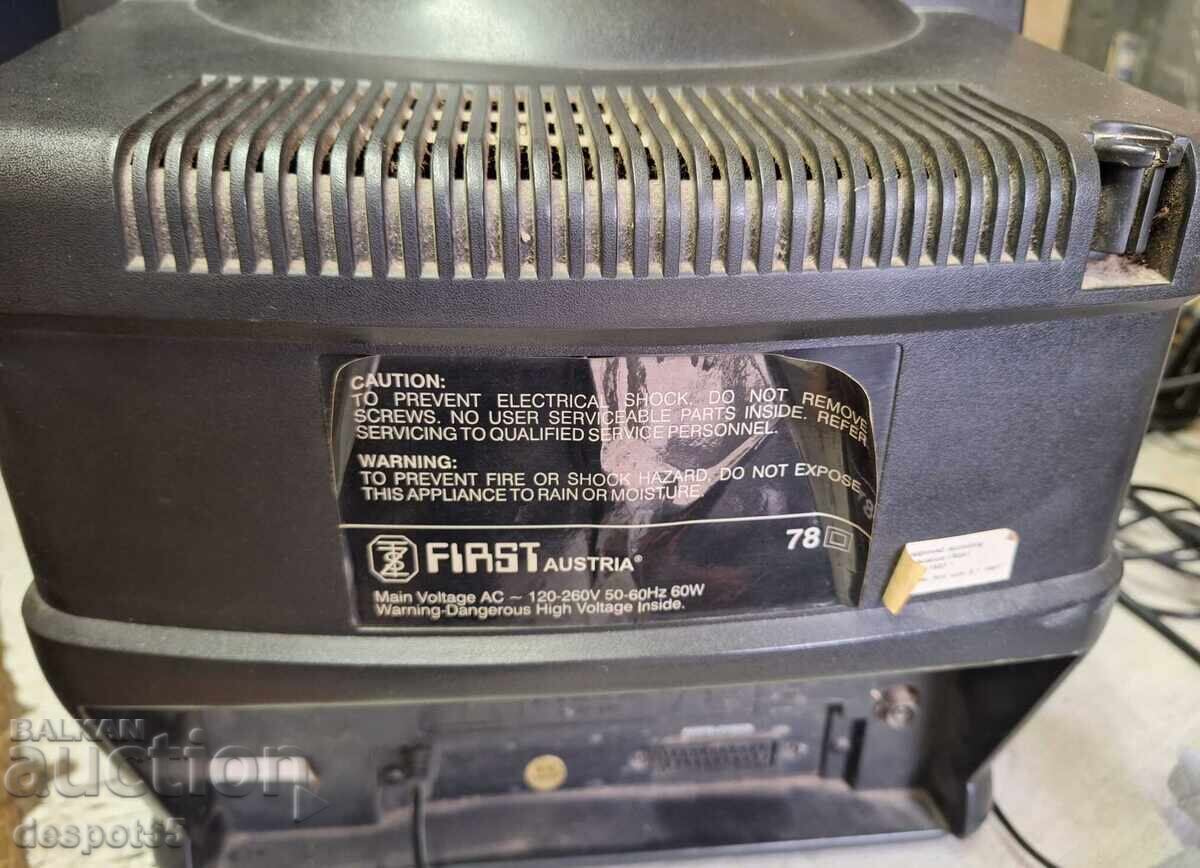 CAUTION:
TO PREVENT ELECTRICAL SHOCK. DO NOT REMOVE
SCREWS. NO USER SERVICEABLE PARTS INSIDE. REFER
SERVICING TO QUALIFIED SERVICE PERSONNEL.
WARNING:
TO PREVENT FIRE OR SHOCK HAZARD, DO NOT EXPOSE
THIS APPLIANCE TO RAIN OR MOISTURE.
78
FIRST AUSTRIA®
Main Voltage AC ~ 120-260V 50-60Hz 60W
Warning-Dangerous High Voltage Inside.
BALKAN
auction
despot55